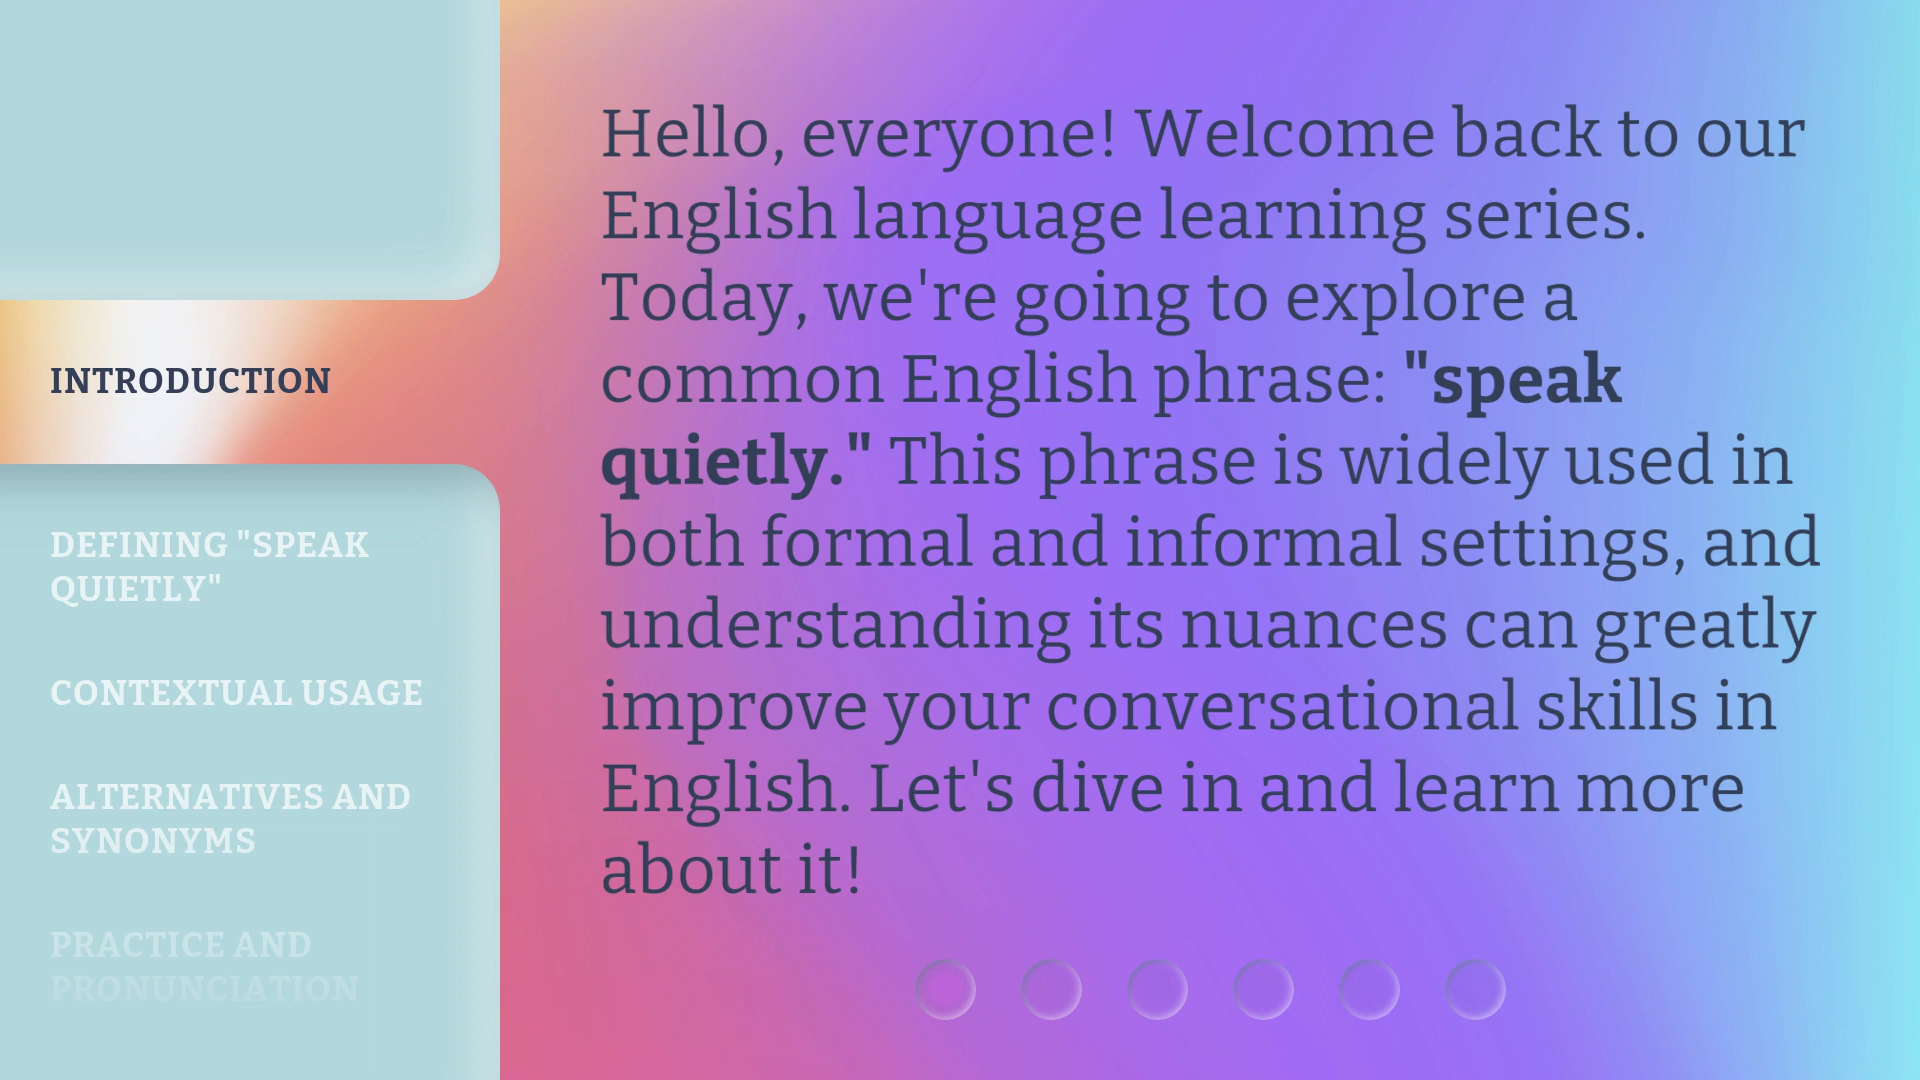 INTRODUCTION
DEFINING "SPEAK
QUIETLY"
CONTEXTUAL USAGE
ALTERNATIVES AND
SYNONYMS
PRACTICE AND
PRONUNCIATION
Hello, everyone! Welcome back to our
English language learning series.
Today, we're going to explore a
common English phrase: "speak
quietly." This phrase is widely used in
both formal and informal settings, and
understanding its nuances can greatly
improve your conversational skills in
English. Let's dive in and learn more
about it!